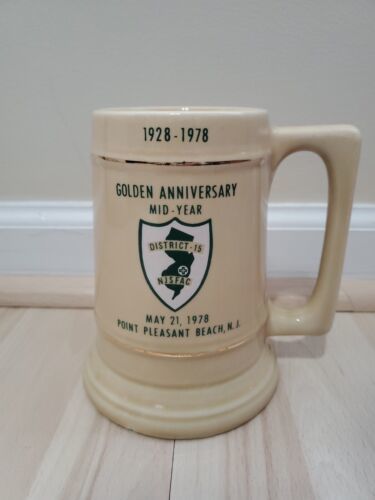 1928-1978
GOLDEN ANNIVERSARY
MID-YEAR
DISTRICT-15
NJSFAC
MAY 21, 1978
POINT PLEASANT BEACH, N.J.